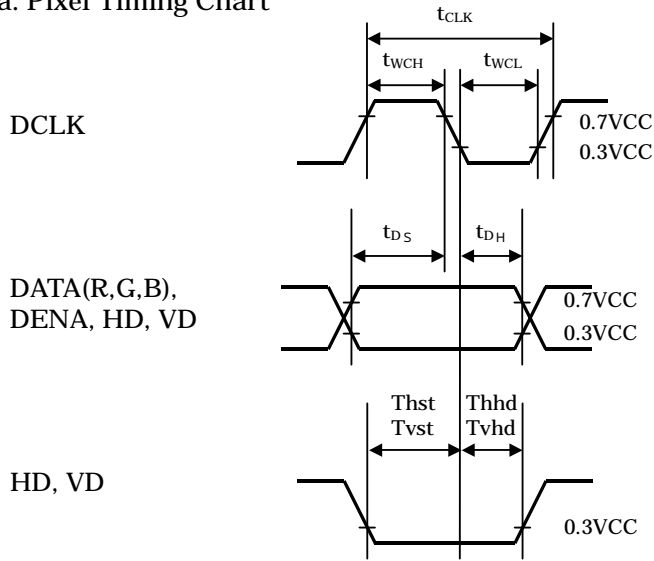 a. Pixel Timing Chart
tCLK
tWCH
tWCL
DCLK
0.7VCC
0.3VCC
tDS
tDH
DATA(R,G,B),
DENA, HD, VD
0.7VCC
0.3VCC
Thst
Tvst
Thhd
Tvhd
HD, VD
0.3VCC